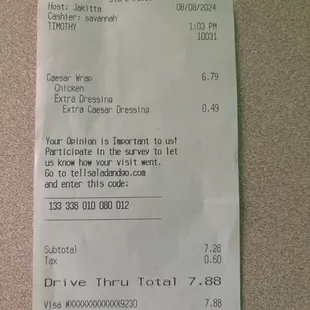 Host: Jakitta 08/08/2024
Cashier: savannah
TIMOTHY 1:03 PM
10031
Caesar Wrap 6.79
Chicken
Extra Dressing
Extra Caesar Dressing 0.49
Your Opinion is Important to us!
Participate in the survey to let
us know how your visit went.
Go to tellsaladandgo.com
and enter this code:
133 338 010 080 012
Subtotal 7.28
Tax 0.60
Drive Thru Total 7.88
Visa #XXXXXXXXXXXX9230 7.88